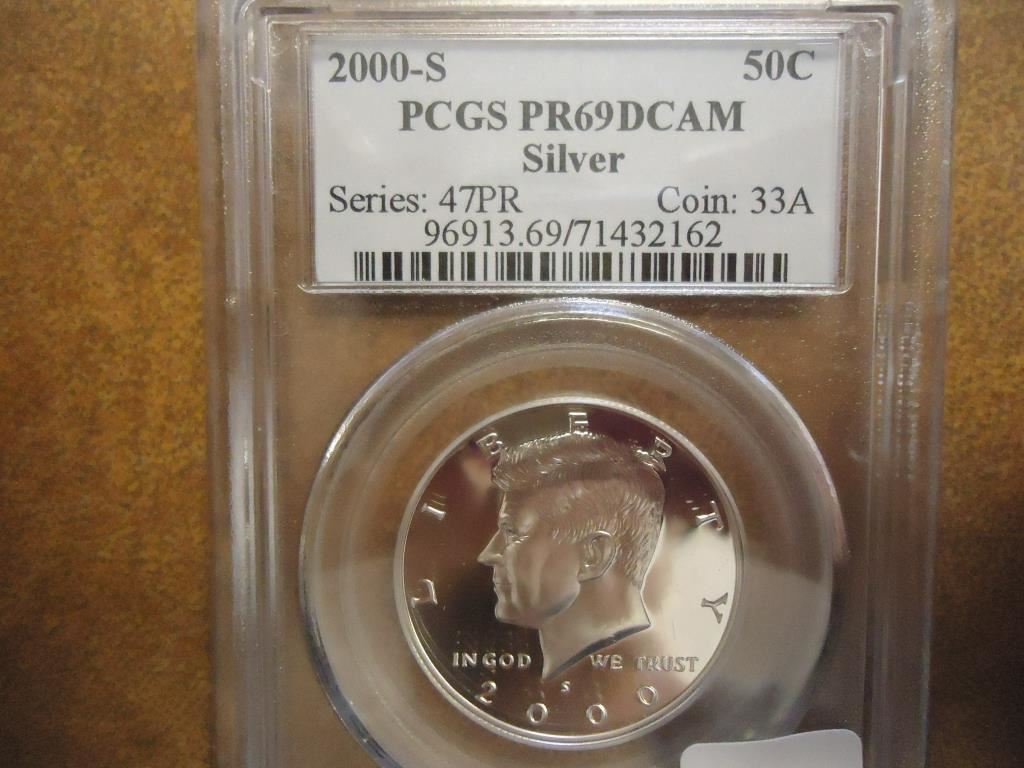 2000-S 50C
PCGS PR69DCAM
Silver
Series: 47PR Coin: 33A
96913.69/71432162
LIBERTY
IN GOD WE TRUST
S
2000